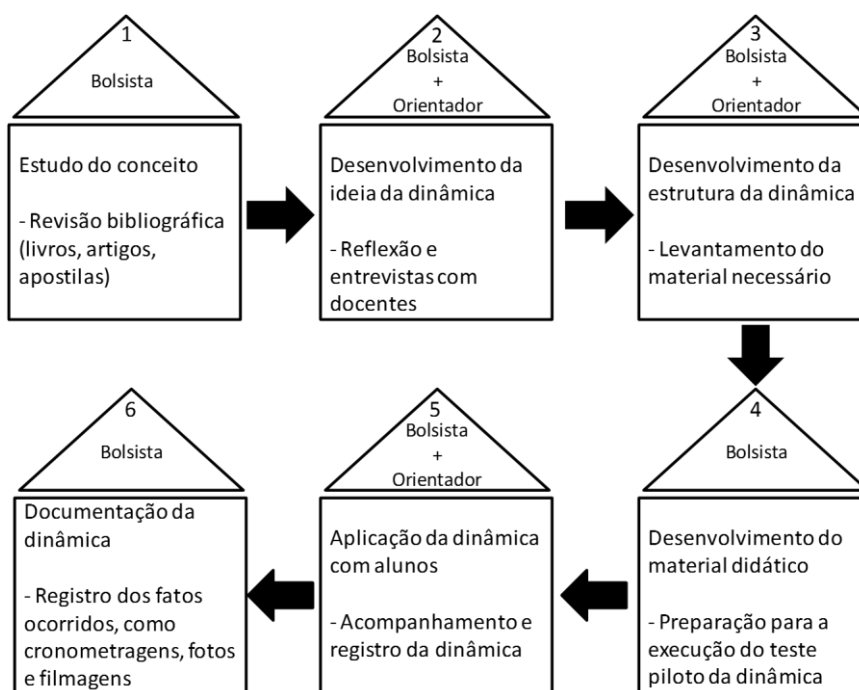 1
Bolsista
Estudo do conceito
- Revisão bibliográfica
(livros, artigos,
apostilas)
2
Bolsista
+
Orientador
Desenvolvimento da
ideia da dinâmica
- Reflexão e
entrevistas com
docentes
3
Bolsista
+
Orientador
Desenvolvimento da
estrutura da dinâmica
- Levantamento do
material necessário
4
Bolsista
Desenvolvimento do
material didático
- Preparação para a
execução do teste
piloto da dinâmica
5
Bolsista
+
Orientador
Aplicação da dinâmica
com alunos
- Acompanhamento e
registro da dinâmica
6
Bolsista
Documentação da
dinâmica
- Registro dos fatos
ocorridos, como
cronometragens, fotos
e filmagens